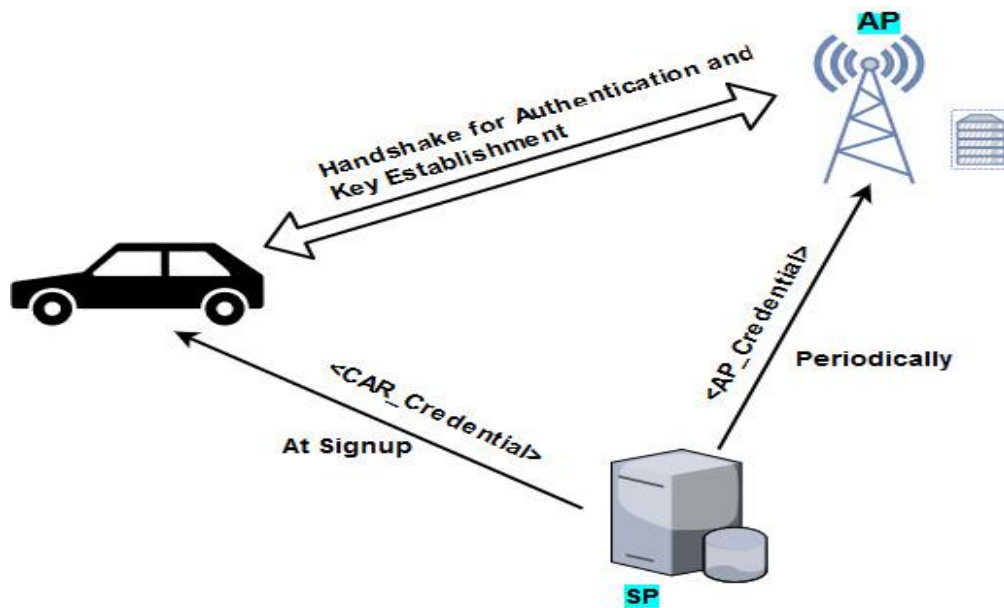 AP
Handshake for Authentication and
Key Establishment
<AP_Credential>
Periodically
<CAR_Credential>
At Signup
SP